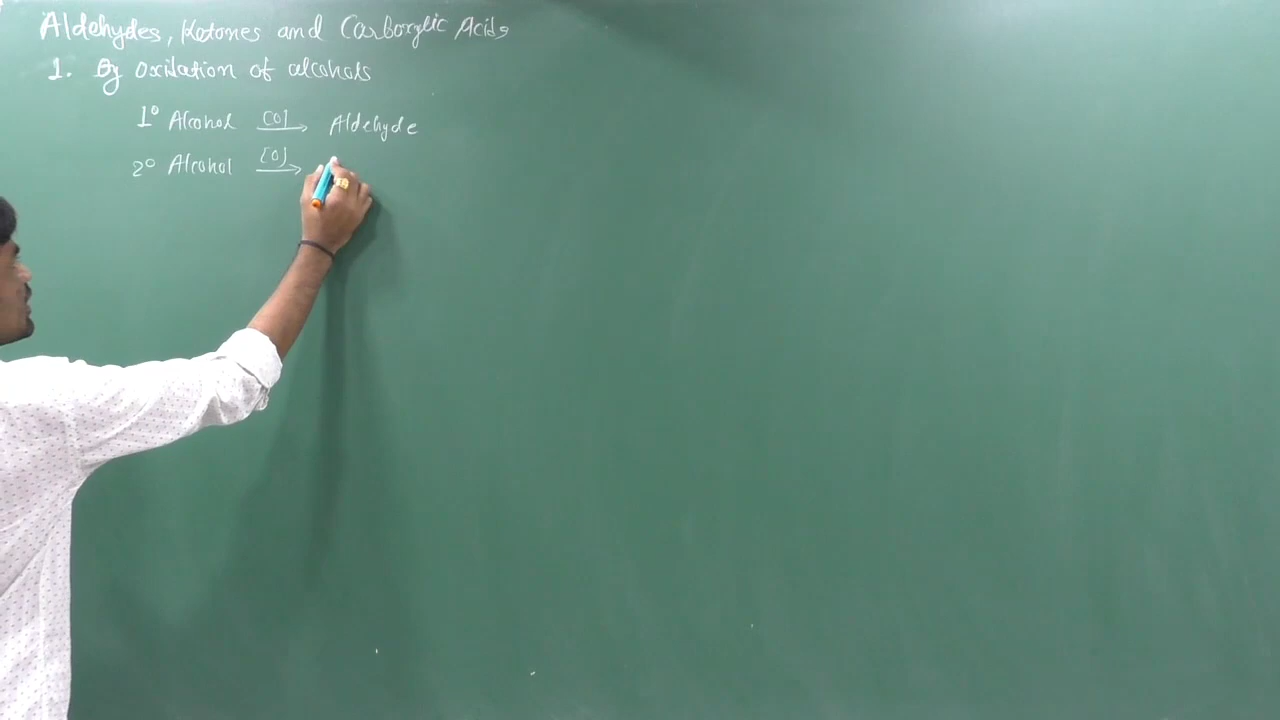 Aldehydes, Ketones and Carboxylic Acids
1. By Oxidation of alcohols
1° Alcohol [O] → Aldehyde
2° Alcohol [O] →